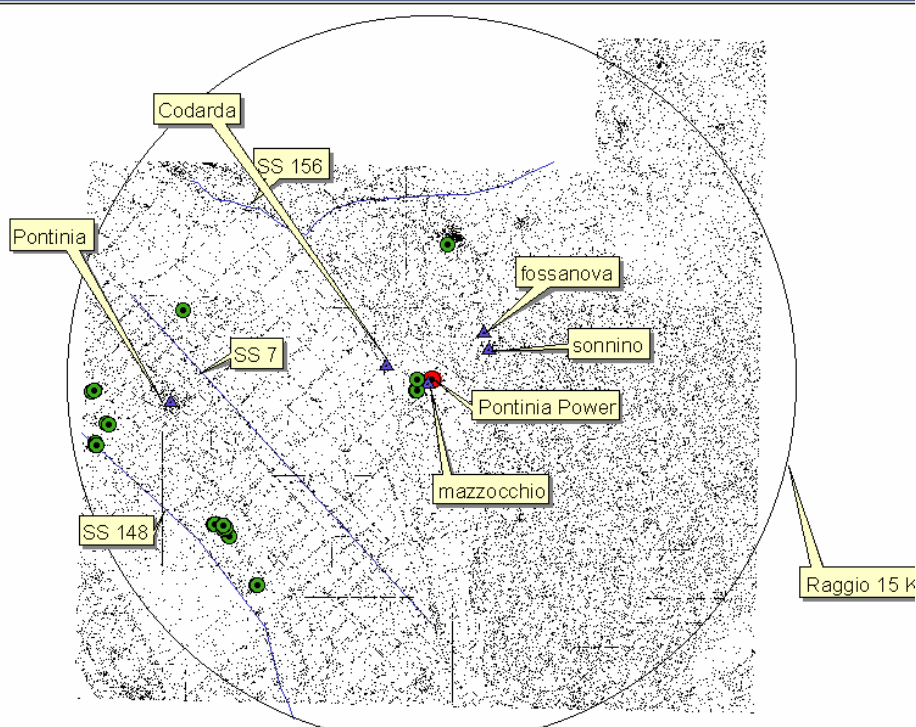 Codarda
SS 156
Pontinia
fossanova
sonnino
SS 7
Pontinia Power
mazzocchio
SS 148
Raggio 15 K